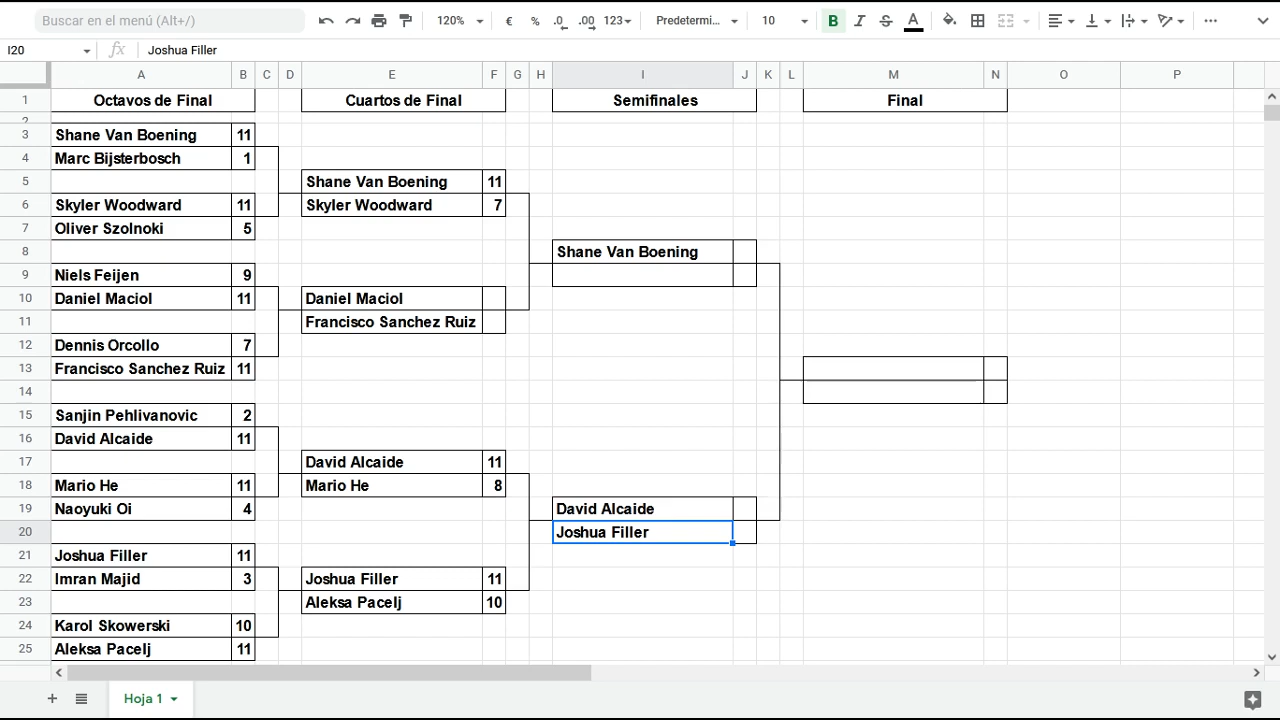 Buscar en el menú (Alt+/) 120% € % .0 .00 123 Predetermi... 10 B I S A ...
I20 fx Joshua Filler
A B C D E F G H I J K L M N O P
1 Octavos de Final Cuartos de Final Semifinales Final
2
3 Shane Van Boening 11
4 Marc Bijsterbosch 1
5 Shane Van Boening 11
6 Skyler Woodward 11 Skyler Woodward 7
7 Oliver Szolnoki 5
8 Shane Van Boening
9 Niels Feijen 9
10 Daniel Maciol 11 Daniel Maciol
11 Francisco Sanchez Ruiz
12 Dennis Orcollo 7
13 Francisco Sanchez Ruiz 11
14
15 Sanjin Pehlivanovic 2
16 David Alcaide 11
17 David Alcaide 11
18 Mario He 11 Mario He 8
19 Naoyuki Oi 4 David Alcaide
20 Joshua Filler
21 Joshua Filler 11
22 Imran Majid 3 Joshua Filler 11
23 Aleksa Pacelj 10
24 Karol Skowerski 10
25 Aleksa Pacelj 11
Hoja 1